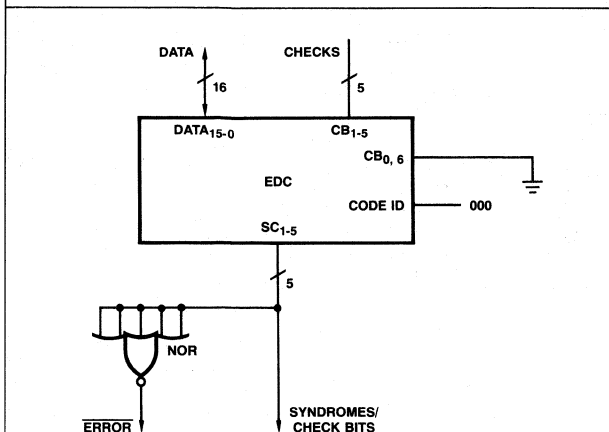 DATA
CHECKS
16
5
DATA15-0
CB1-5
CB0, 6
EDC
CODE ID
000
SC1-5
5
NOR
ERROR
SYNDROMES/
CHECK BITS